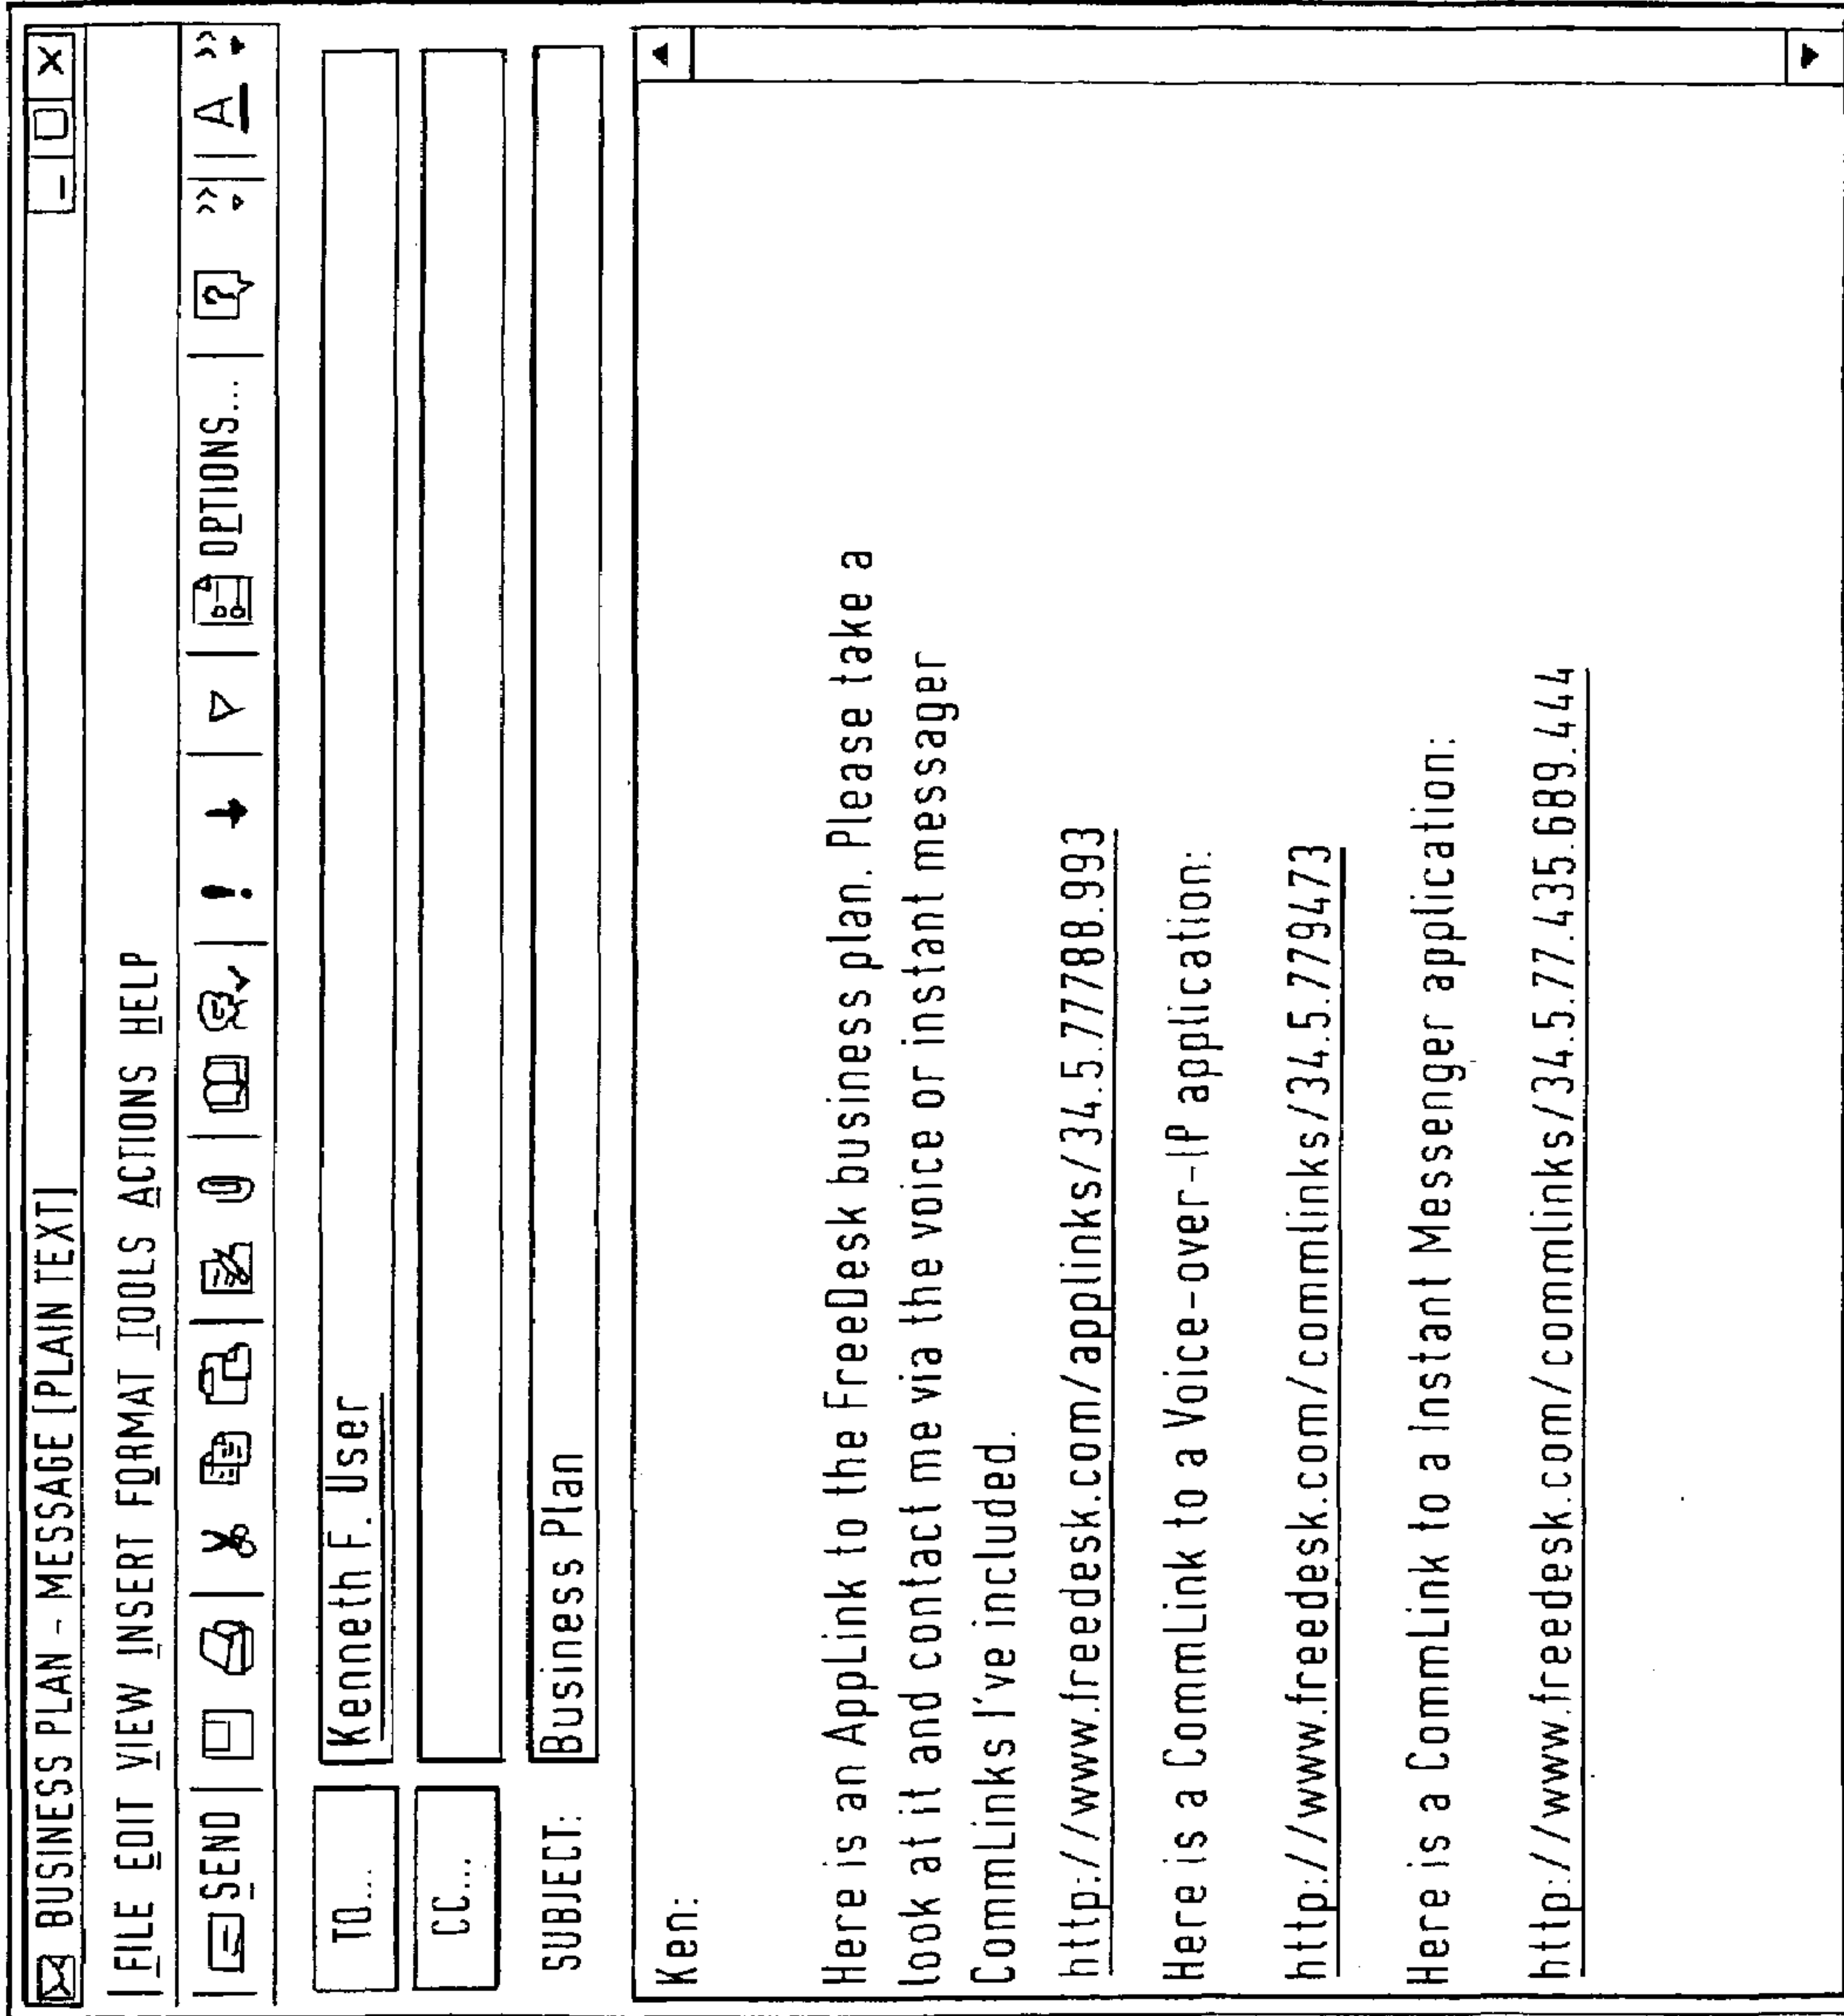 BUSINESS PLAN - MESSAGE [PLAIN TEXT]
FILE EDIT VIEW INSERT FORMAT TOOLS ACTIONS HELP
SEND OPTIONS... ? >> A >>
TO... Kenneth F. User
CC...
SUBJECT: Business Plan
Ken:
Here is an AppLink to the FreeDesk business plan. Please take a
look at it and contact me via the voice or instant messager
CommLinks I've included.
http://www.freedesk.com/applinks/34.5.77788.993
Here is a CommLink to a Voice-over-IP application:
http://www.freedesk.com/commlinks/34.5.779473
Here is a CommLink to a Instant Messenger application:
http://www.freedesk.com/commlinks/34.5.77.435.689.444